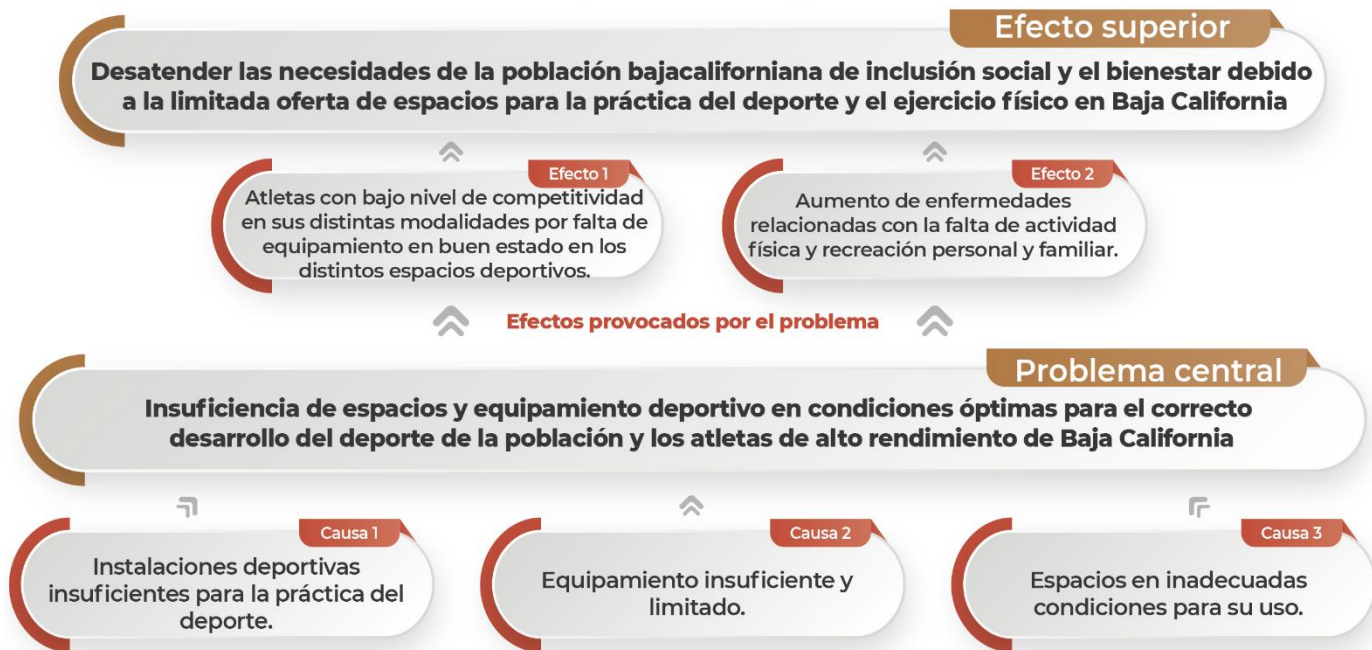 Efecto superior
Desatender las necesidades de la población bajacaliforniana de inclusión social y el bienestar debido
a la limitada oferta de espacios para la práctica del deporte y el ejercicio físico en Baja California
Efecto 1
Atletas con bajo nivel de competitividad
en sus distintas modalidades por falta de
equipamiento en buen estado en los
distintos espacios deportivos.
Efecto 2
Aumento de enfermedades
relacionadas con la falta de actividad
física y recreación personal y familiar.
Efectos provocados por el problema
Problema central
Insuficiencia de espacios y equipamiento deportivo en condiciones óptimas para el correcto
desarrollo del deporte de la población y los atletas de alto rendimiento de Baja California
Causa 1
Instalaciones deportivas
insuficientes para la práctica del
deporte.
Causa 2
Equipamiento insuficiente y
limitado.
Causa 3
Espacios en inadecuadas
condiciones para su uso.